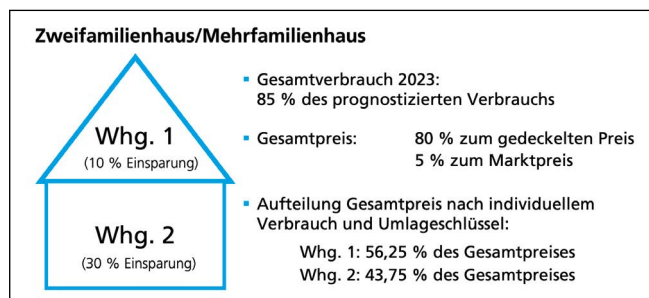 Zweifamilienhaus/Mehrfamilienhaus
Whg. 1
(10 % Einsparung)
Whg. 2
(30 % Einsparung)
▪ Gesamtverbrauch 2023:
85 % des prognostizierten Verbrauchs
▪ Gesamtpreis: 80 % zum gedeckelten Preis
5 % zum Marktpreis
▪ Aufteilung Gesamtpreis nach individuellem
Verbrauch und Umlageschlüssel:
Whg. 1: 56,25 % des Gesamtpreises
Whg. 2: 43,75 % des Gesamtpreises